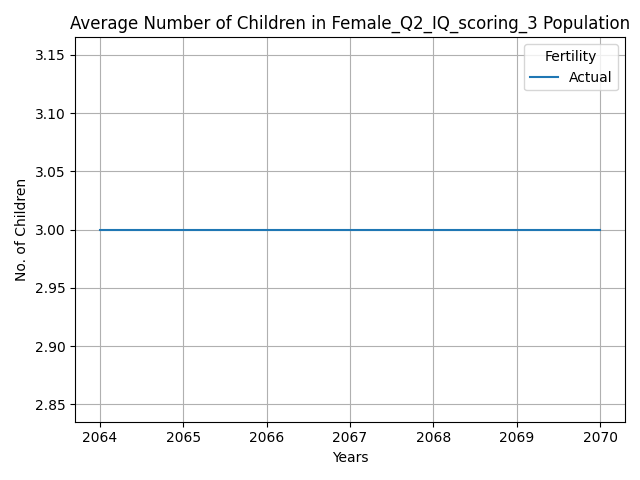 Average Number of Children in Female_Q2_IQ_scoring_3 Population
Fertility
Actual
3.15
3.10
3.05
3.00
2.95
2.90
2.85
No. of Children
2064 2065 2066 2067 2068 2069 2070
Years